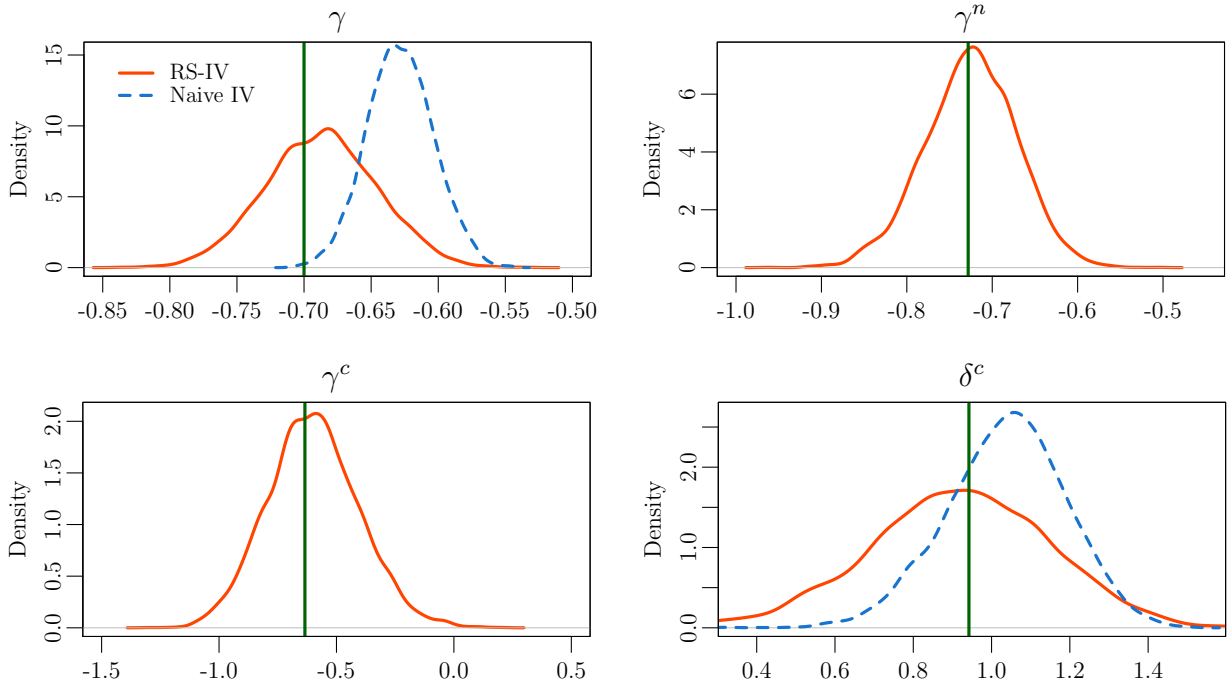 γ
Density
0 5 10 15
RS-IV
Naive IV
-0.85 -0.80 -0.75 -0.70 -0.65 -0.60 -0.55 -0.50
γⁿ
Density
0 2 4 6
-1.0 -0.9 -0.8 -0.7 -0.6 -0.5
γᶜ
Density
0.0 0.5 1.0 1.5 2.0
-1.5 -1.0 -0.5 0.0 0.5
δᶜ
Density
0.0 1.0 2.0
0.4 0.6 0.8 1.0 1.2 1.4